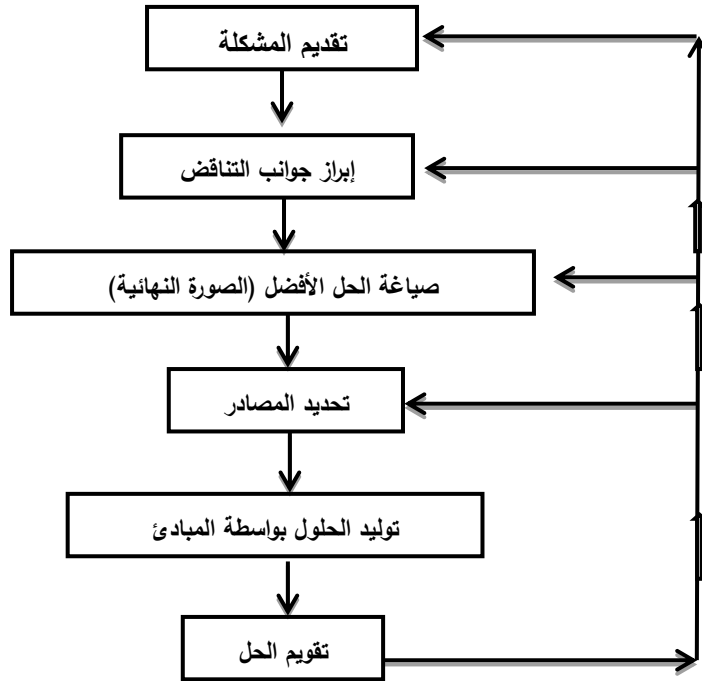 تقديم المشكلة
إبراز جوانب التناقض
صياغة الحل الأفضل (الصورة النهائية)
تحديد المصادر
توليد الحلول بواسطة المبادئ
تقويم الحل